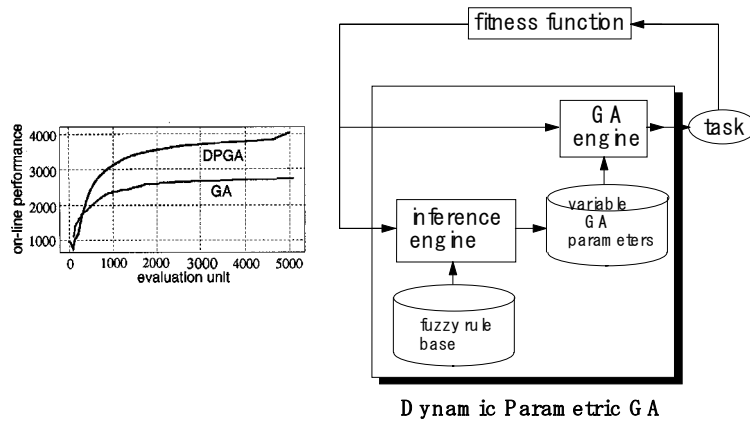 on-line performance
4000
3000
2000
1000
DPGA
GA
0 1000 2000 3000 4000 5000
evaluation unit
fitness function
GA
engine
task
inference
engine
variable
GA
parameters
fuzzy rule
base
Dynamic Parametric GA